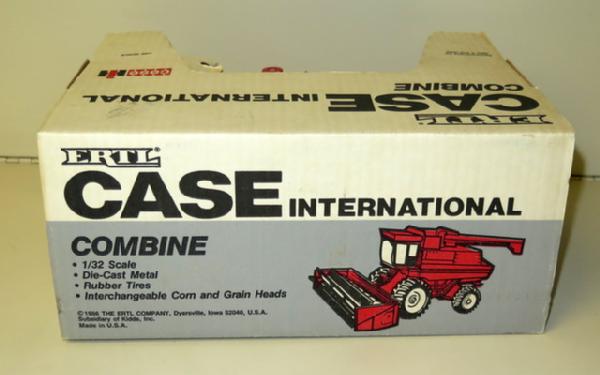 CASE INTERNATIONAL
COMBINE
ERTL
ERTL®
CASE INTERNATIONAL
COMBINE
• 1/32 Scale
• Die-Cast Metal
• Rubber Tires
• Interchangeable Corn and Grain Heads
THE ERTL COMPANY, Dyersville, Iowa 52040, U.S.A.
Subsidiary of Kidde, Inc.
Made in U.S.A.